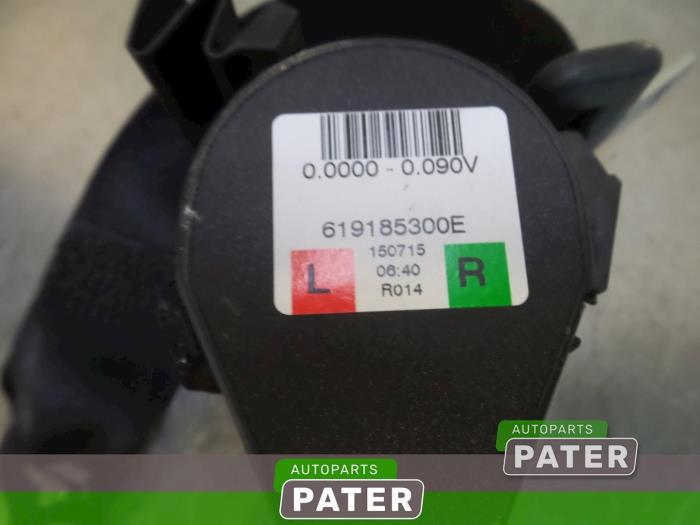 0.0000 - 0.090V
619185300E
L
150715
06:40
R014
R
AUTOPARTS
PATER
AUTOPARTS
PATER